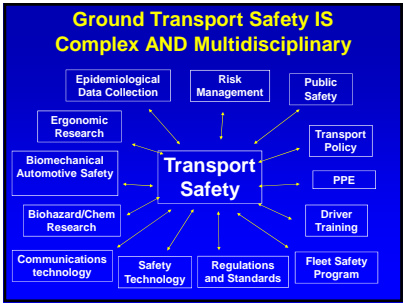 Ground Transport Safety IS
Complex AND Multidisciplinary
Epidemiological
Data Collection
Risk
Management
Public
Safety
Ergonomic
Research
Transport
Policy
Biomechanical
Automotive Safety
Transport
Safety
PPE
Biohazard/Chem
Research
Driver
Training
Communications
technology
Safety
Technology
Regulations
and Standards
Fleet Safety
Program